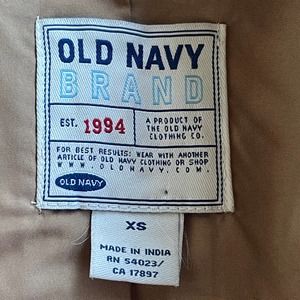 OLD NAVY
BRAND
EST. 1994
A PRODUCT OF
THE OLD NAVY
CLOTHING CO.
FOR BEST RESULTS: WEAR WITH ANOTHER
ARTICLE OF OLD NAVY CLOTHING OR SHOP
WWW.OLDNAVY.COM.
OLD NAVY
XS
MADE IN INDIA
RN 54023/
CA 17897